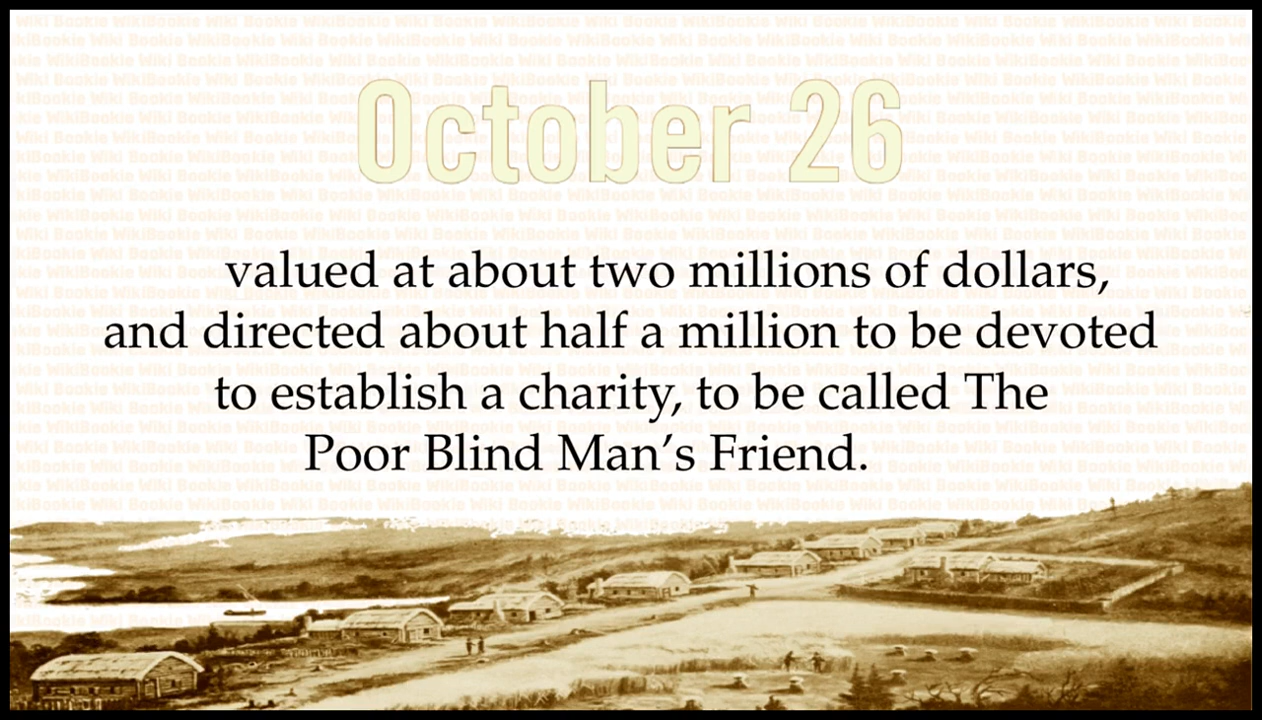 October 26
valued at about two millions of dollars,
and directed about half a million to be devoted
to establish a charity, to be called The
Poor Blind Man’s Friend.